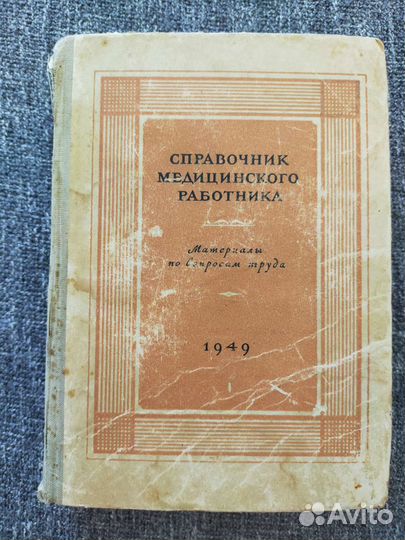 СПРАВОЧНИК
МЕДИЦИНСКОГО
РАБОТНИКА
Материалы
по вопросам труда
1949
Avito